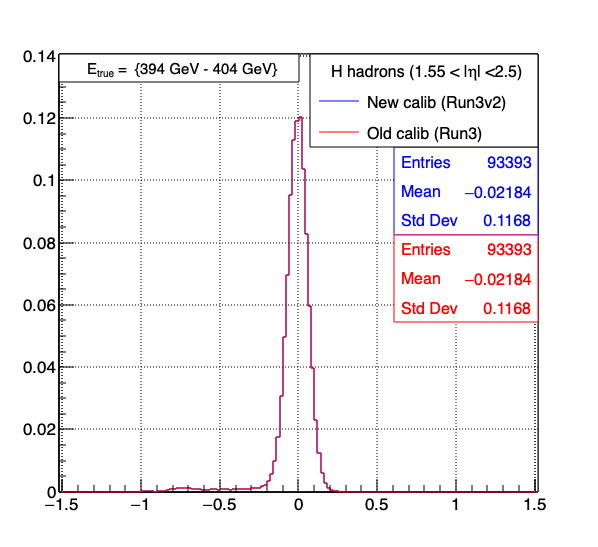 E_true = {394 GeV - 404 GeV}
H hadrons (1.55 < |η| <2.5)
New calib (Run3v2)
Old calib (Run3)
Entries 93393
Mean −0.02184
Std Dev 0.1168
Entries 93393
Mean −0.02184
Std Dev 0.1168
0.14
0.12
0.1
0.08
0.06
0.04
0.02
0
−1.5 −1 −0.5 0 0.5 1 1.5